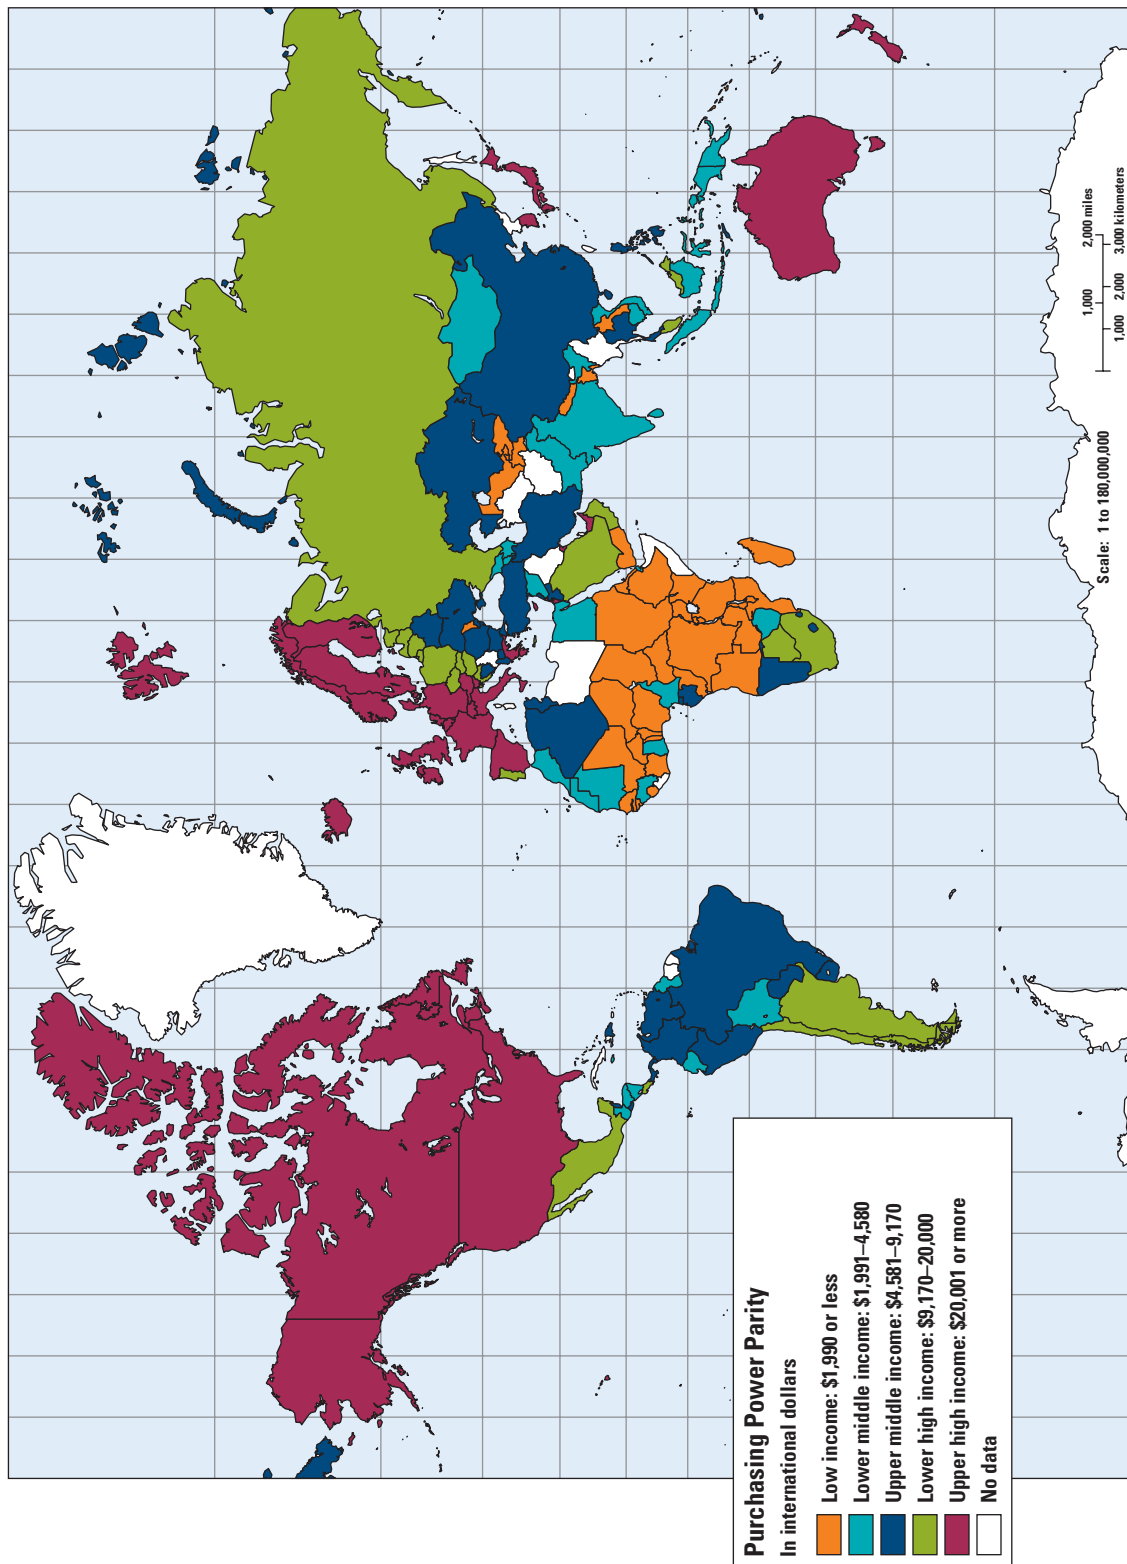 Purchasing Power Parity
In international dollars
Low income: $1,990 or less
Lower middle income: $1,991–4,580
Upper middle income: $4,581–9,170
Lower high income: $9,170–20,000
Upper high income: $20,001 or more
No data
Scale: 1 to 180,000,000
1,000 2,000 miles
1,000 2,000 3,000 kilometers